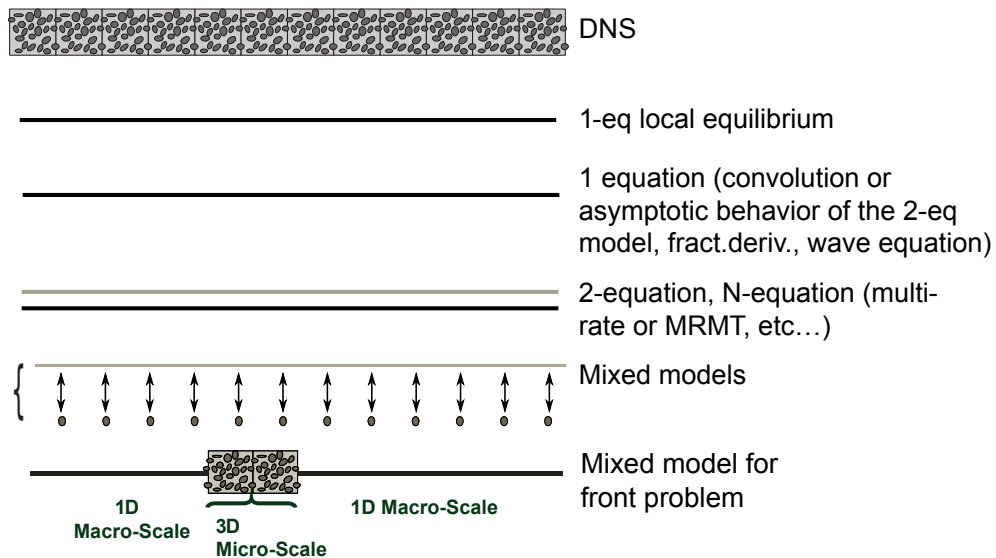 DNS
1-eq local equilibrium
1 equation (convolution or
asymptotic behavior of the 2-eq
model, fract.deriv., wave equation)
2-equation, N-equation (multi-
rate or MRMT, etc…)
Mixed models
Mixed model for
front problem
1D
Macro-Scale
3D
Micro-Scale
1D Macro-Scale